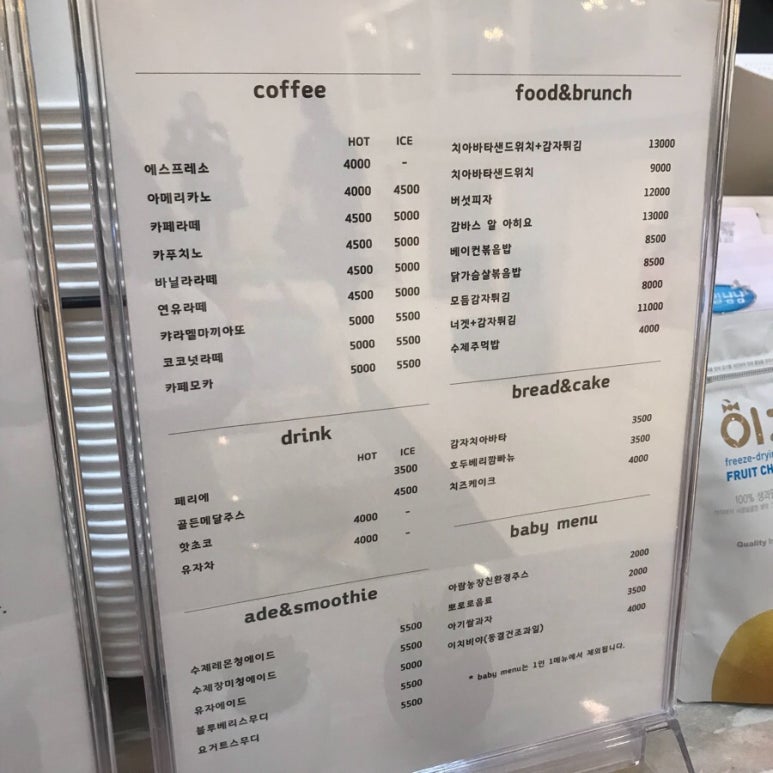 coffee
HOT ICE
에스프레소 4000 -
아메리카노 4000 4500
카페라떼 4500 5000
카푸치노 4500 5000
바닐라라떼 4500 5000
연유라떼 4500 5000
캬라멜마끼아또 5000 5500
코코넛라떼 5000 5500
카페모카 5000 5500
drink
HOT ICE
페리에 3500
골든메달주스 4500
핫초코 4000 -
유자차 4000 -
ade&smoothie
수제레몬청에이드 5500
수제장미청에이드 5500
유자에이드 5000
블루베리스무디 5500
요거트스무디 5500
food&brunch
치아바타샌드위치+감자튀김 13000
치아바타샌드위치 9000
버섯피자 12000
감바스 알 아히요 13000
베이컨볶음밥 8500
닭가슴살볶음밥 8500
모듬감자튀김 8000
너겟+감자튀김 11000
수제주먹밥 4000
bread&cake
감자치아바타 3500
호두베리깜빠뉴 3500
치즈케이크 4000
baby menu
아람농장친환경주스 2000
뽀로로음료 2000
아기쌀과자 3500
이치비야(동결건조과일) 4000
* baby menu는 1인 1메뉴에서 제외됩니다.
freeze-dryin
FRUIT CH
100%
Quality